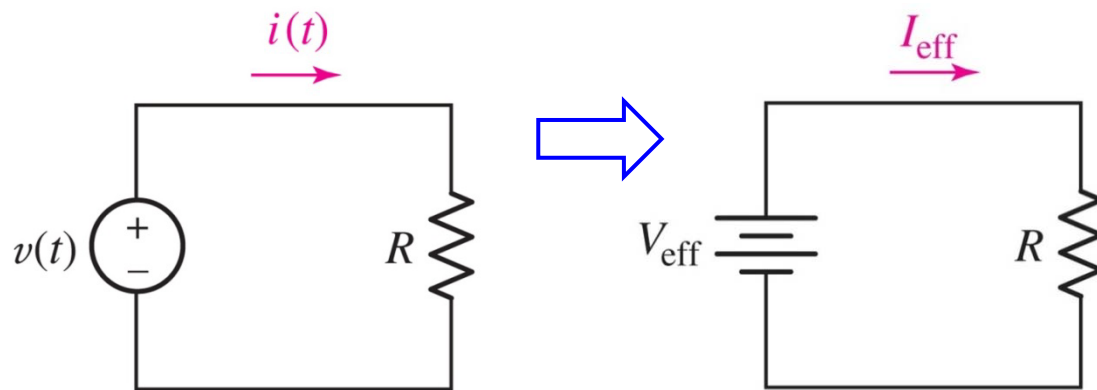 i(t)
I_eff
v(t)
+
−
R
V_eff
R